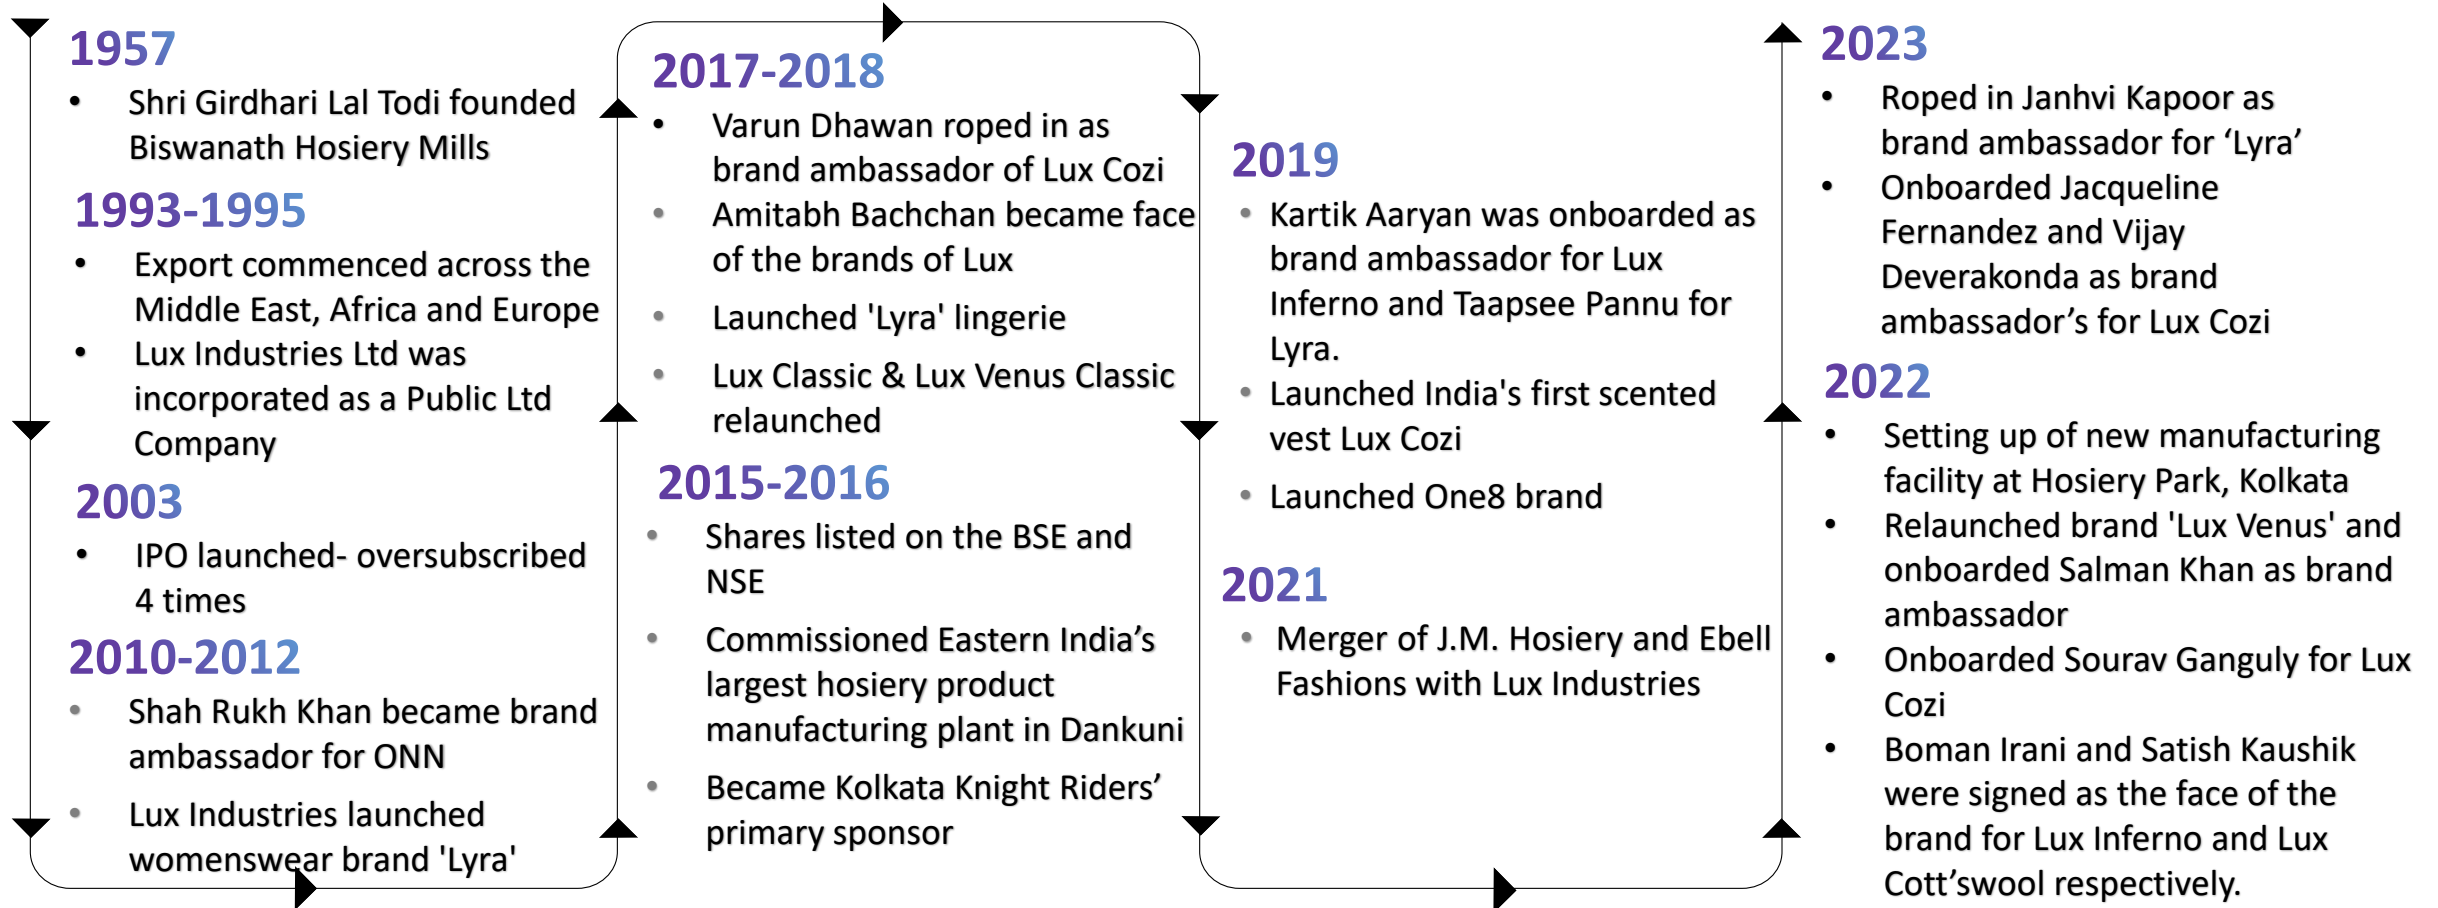 1957
• Shri Girdhari Lal Todi founded
Biswanath Hosiery Mills
1993-1995
• Export commenced across the
Middle East, Africa and Europe
• Lux Industries Ltd was
incorporated as a Public Ltd
Company
2003
• IPO launched- oversubscribed
4 times
2010-2012
• Shah Rukh Khan became brand
ambassador for ONN
• Lux Industries launched
womenswear brand 'Lyra'
2017-2018
• Varun Dhawan roped in as
brand ambassador of Lux Cozi
• Amitabh Bachchan became face
of the brands of Lux
• Launched 'Lyra' lingerie
• Lux Classic & Lux Venus Classic
relaunched
2015-2016
• Shares listed on the BSE and
NSE
• Commissioned Eastern India’s
largest hosiery product
manufacturing plant in Dankuni
• Became Kolkata Knight Riders’
primary sponsor
2019
• Kartik Aaryan was onboarded as
brand ambassador for Lux
Inferno and Taapsee Pannu for
Lyra.
• Launched India's first scented
vest Lux Cozi
• Launched One8 brand
2021
• Merger of J.M. Hosiery and Ebell
Fashions with Lux Industries
2023
• Roped in Janhvi Kapoor as
brand ambassador for ‘Lyra’
• Onboarded Jacqueline
Fernandez and Vijay
Deverakonda as brand
ambassador’s for Lux Cozi
2022
• Setting up of new manufacturing
facility at Hosiery Park, Kolkata
• Relaunched brand 'Lux Venus' and
onboarded Salman Khan as brand
ambassador
• Onboarded Sourav Ganguly for Lux
Cozi
• Boman Irani and Satish Kaushik
were signed as the face of the
brand for Lux Inferno and Lux
Cott’swool respectively.